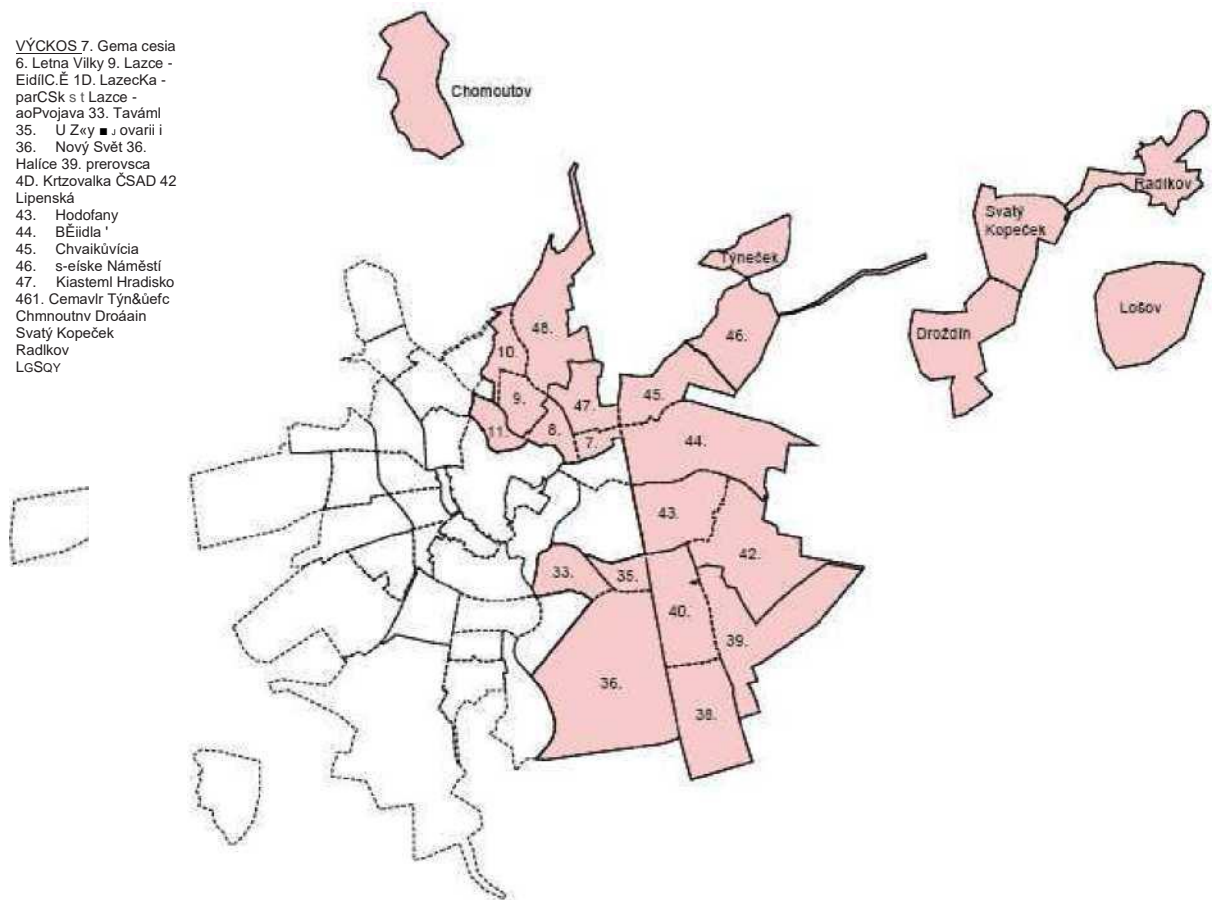 VÝCKOS 7. Gema cesia
6. Letna Vilky 9. Lazce -
EidílC.Ě 1D. LazecKa -
parCSk s t Lazce -
aoPvojava 33. Taváml
35. U Z«y ■ ovarii i
36. Nový Svět 36.
Halíce 39. prerovsca
4D. Krtzovalka ČSAD 42
Lipenská
43. Hodofany
44. BĚiidla '
45. Chvaikůvícia
46. s-eíske Náměstí
47. Kiasteml Hradisko
461. Cemavlr Týn&ůefc
Chmnoutnv Droáain
Svatý Kopeček
Radlkov
LGSQY
Chomoutov
Radíkov
Svatý
Kopeček
Týneček
Lošov
Droždín
48.
46.
10.
45.
9.
47.
11.
8.
7.
44.
43.
42.
33.
35.
40.
39.
36.
38.